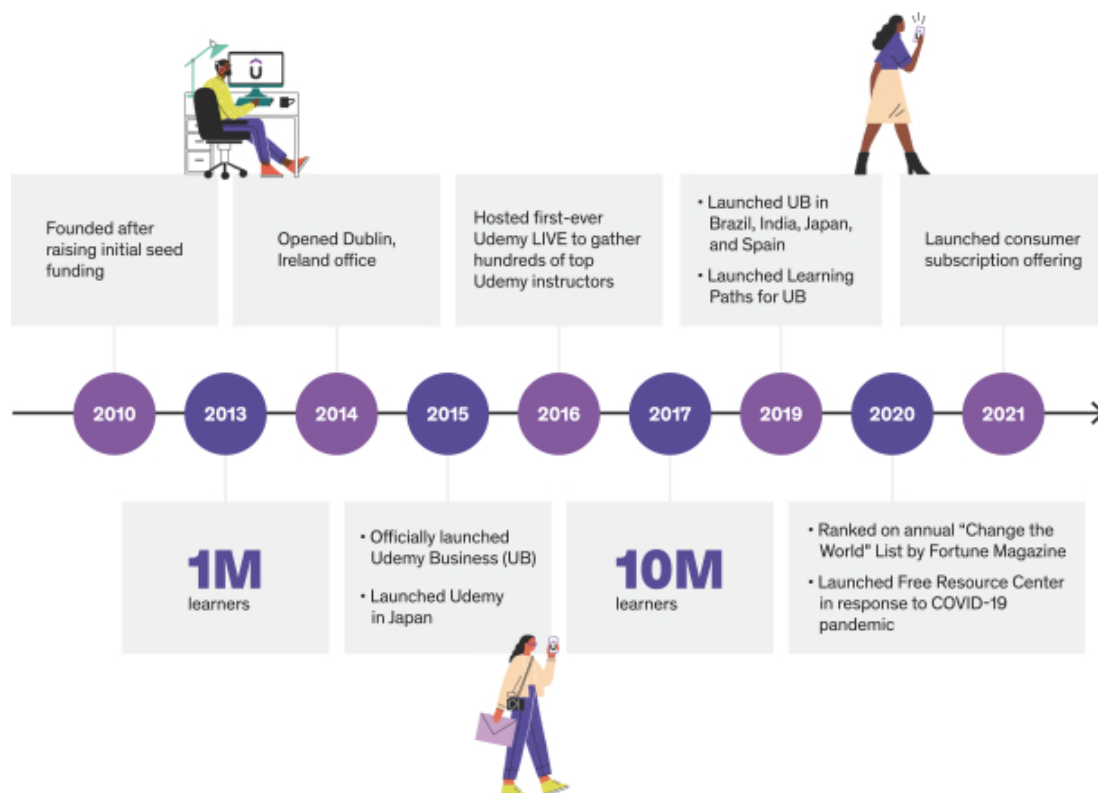 Founded after
raising initial seed
funding
Opened Dublin,
Ireland office
Hosted first-ever
Udemy LIVE to gather
hundreds of top
Udemy instructors
• Launched UB in
Brazil, India, Japan,
and Spain
• Launched Learning
Paths for UB
Launched consumer
subscription offering
2010
2013
2014
2015
2016
2017
2019
2020
2021
1M
learners
• Officially launched
Udemy Business (UB)
• Launched Udemy
in Japan
10M
learners
• Ranked on annual “Change the
World” List by Fortune Magazine
• Launched Free Resource Center
in response to COVID-19
pandemic